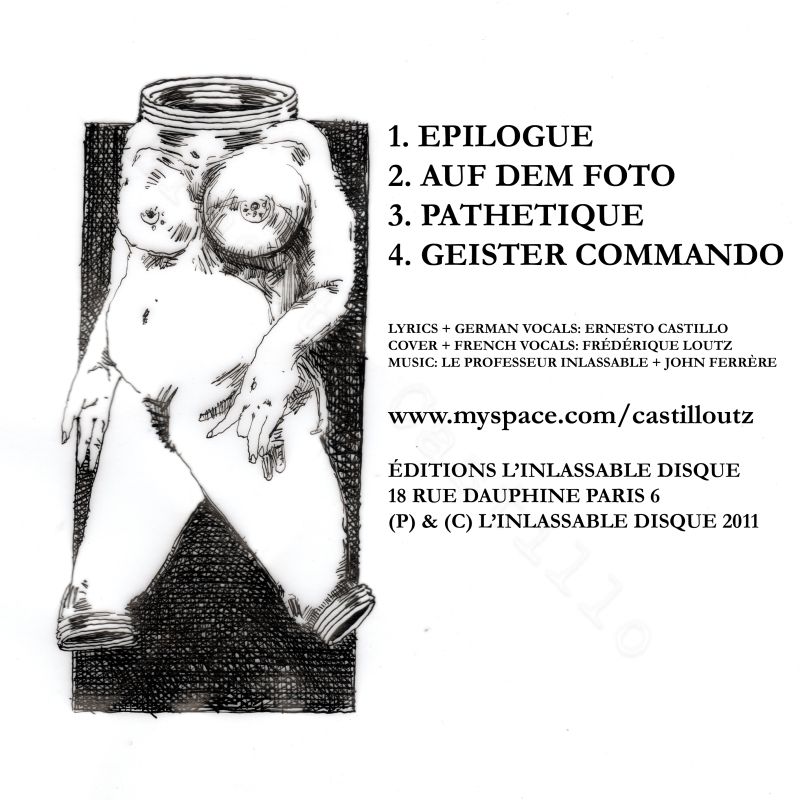 1. EPILOGUE
2. AUF DEM FOTO
3. PATHETIQUE
4. GEISTER COMMANDO
LYRICS + GERMAN VOCALS: ERNESTO CASTILLO
COVER + FRENCH VOCALS: FRÉDÉRIQUE LOUTZ
MUSIC: LE PROFESSEUR INLASSABLE + JOHN FERRÈRE
www.myspace.com/castilloutz
ÉDITIONS L'INLASSABLE DISQUE
18 RUE DAUPHINE PARIS 6
(P) & (C) L'INLASSABLE DISQUE 2011